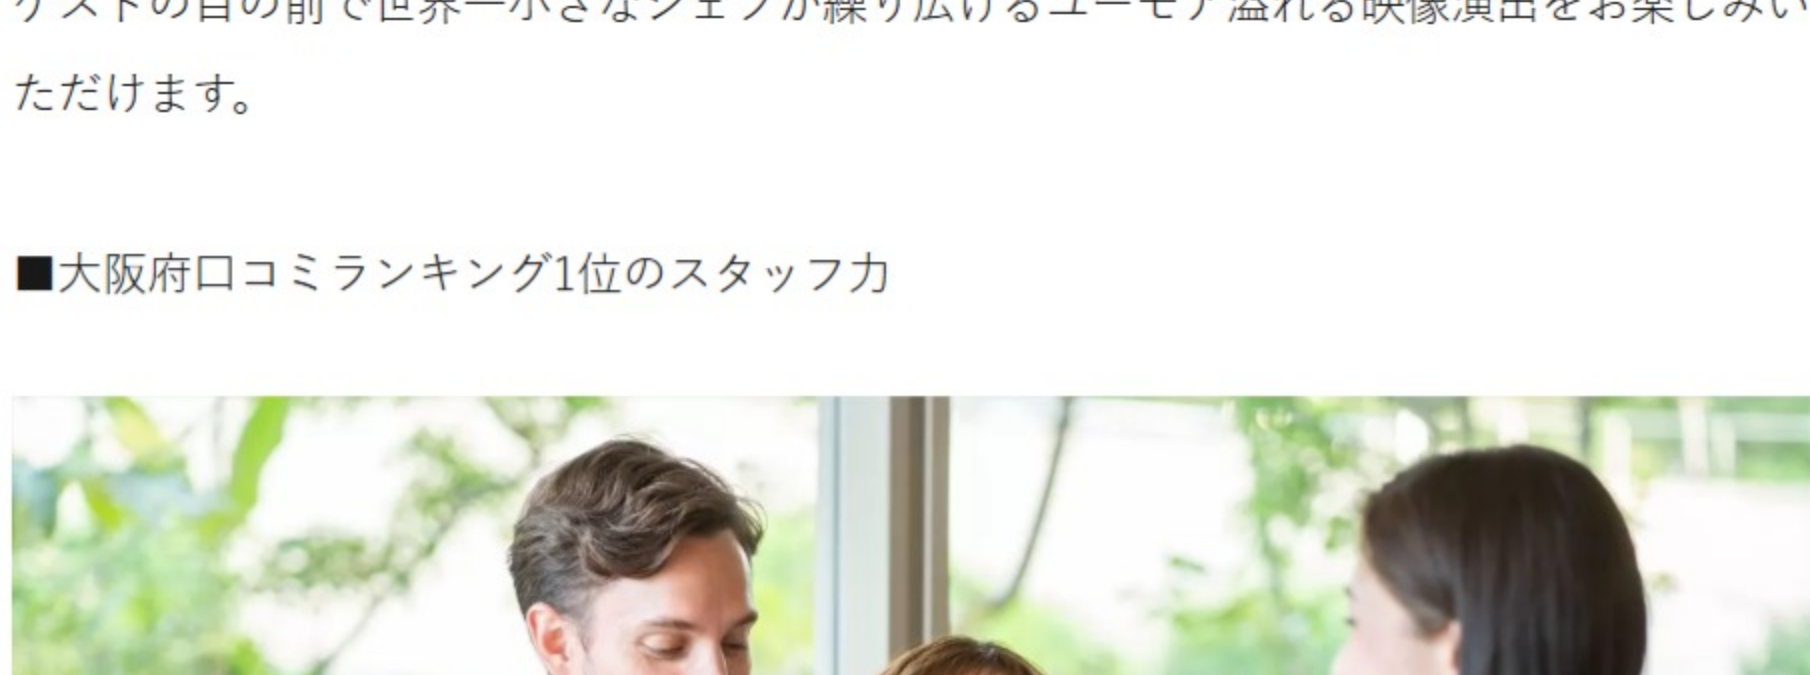 ゲストの目の前で世界一小さなシェフが繰り広げるユーモア溢れる映像演出をお楽しみい
ただけます。
■大阪府口コミランキング1位のスタッフ力